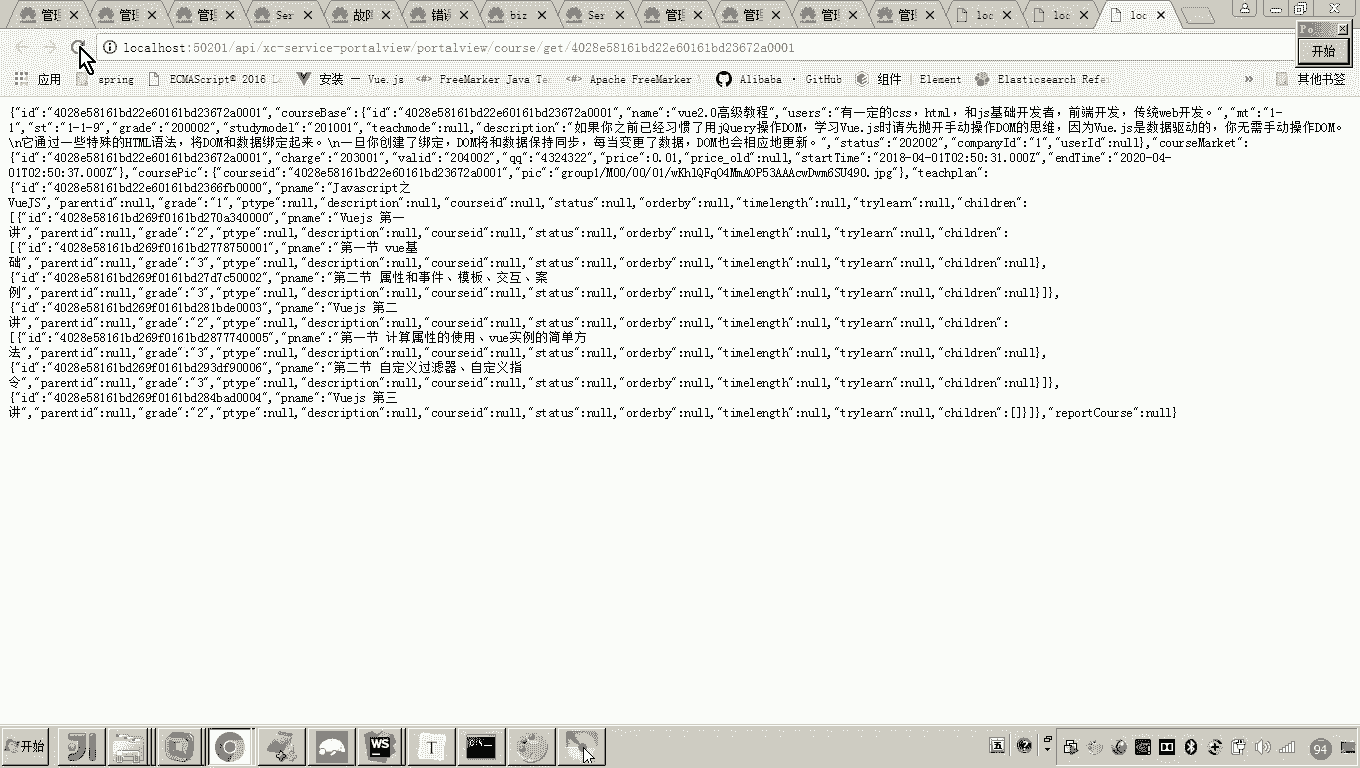 管理 管理 管理 Ser 故障 错误 biz Ser 管理 管理 管理 管理 loc loc loc
localhost:50201/api/xc-service-portalview/portalview/course/get/4028e58161bd22e60161bd23672a0001
开始
应用 spring ECMAScript® 2016 L 安装 — Vue.js FreeMarker Java Te Apache FreeMarker Alibaba · GitHub 组件 | Element Elasticsearch Refe » 其他书签
{"id":"4028e58161bd22e60161bd23672a0001","courseBase":{"id":"4028e58161bd22e60161bd23672a0001","name":"vue2.0高级教程","users":"有一定的css，html，和js基础开发者，前端开发，传统web开发。","mt":"1-
1","st":"1-1-9","grade":"200002","studymodel":"201001","teachmode":null,"description":"如果你之前已经习惯了用jQuery操作DOM，学习Vue.js时请先抛开手动操作DOM的思维，因为Vue.js是数据驱动的，你无需手动操作DOM。
\n它通过一些特殊的HTML语法，将DOM和数据绑定起来。\n一旦你创建了绑定，DOM将和数据保持同步，每当变更了数据，DOM也会相应地更新。","status":"202002","companyId":"1","userId":null},"courseMarket":
{"id":"4028e58161bd22e60161bd23672a0001","charge":"203001","valid":"204002","qq":"4324322","price":0.01,"price_old":null,"startTime":"2018-04-01T02:50:31.000Z","endTime":"2020-04-
01T02:50:37.000Z"},"coursePic":{"courseid":"4028e58161bd22e60161bd23672a0001","pic":"group1/M00/00/01/wKhlQFqO4MmAOP53AAAcwDwm6SU490.jpg"},"teachplan":
{"id":"4028e58161bd22e60161bd2366fb0000","pname":"Javascript之
VueJS","parentid":null,"grade":"1","ptype":null,"description":null,"courseid":null,"status":null,"orderby":null,"timelength":null,"trylearn":null,"children":
[{"id":"4028e58161bd269f0161bd270a340000","pname":"Vuejs 第一
讲","parentid":null,"grade":"2","ptype":null,"description":null,"courseid":null,"status":null,"orderby":null,"timelength":null,"trylearn":null,"children":
[{"id":"4028e58161bd269f0161bd2778750001","pname":"第一节 vue基
础","parentid":null,"grade":"3","ptype":null,"description":null,"courseid":null,"status":null,"orderby":null,"timelength":null,"trylearn":null,"children":null},
{"id":"4028e58161bd269f0161bd27d7c50002","pname":"第二节 属性和事件、模板、交互、案
例","parentid":null,"grade":"3","ptype":null,"description":null,"courseid":null,"status":null,"orderby":null,"timelength":null,"trylearn":null,"children":null}]},
{"id":"4028e58161bd269f0161bd281bde0003","pname":"Vuejs 第二
讲","parentid":null,"grade":"2","ptype":null,"description":null,"courseid":null,"status":null,"orderby":null,"timelength":null,"trylearn":null,"children":
[{"id":"4028e58161bd269f0161bd2877740005","pname":"第一节 计算属性的使用、vue实例的简单方
法","parentid":null,"grade":"3","ptype":null,"description":null,"courseid":null,"status":null,"orderby":null,"timelength":null,"trylearn":null,"children":null},
{"id":"4028e58161bd269f0161bd293df90006","pname":"第二节 自定义过滤器、自定义指
令","parentid":null,"grade":"3","ptype":null,"description":null,"courseid":null,"status":null,"orderby":null,"timelength":null,"trylearn":null,"children":null}]},
{"id":"4028e58161bd269f0161bd284bad0004","pname":"Vuejs 第三
讲","parentid":null,"grade":"2","ptype":null,"description":null,"courseid":null,"status":null,"orderby":null,"timelength":null,"trylearn":null,"children":[]}]},"reportCourse":null}
开始 WS T 五 94